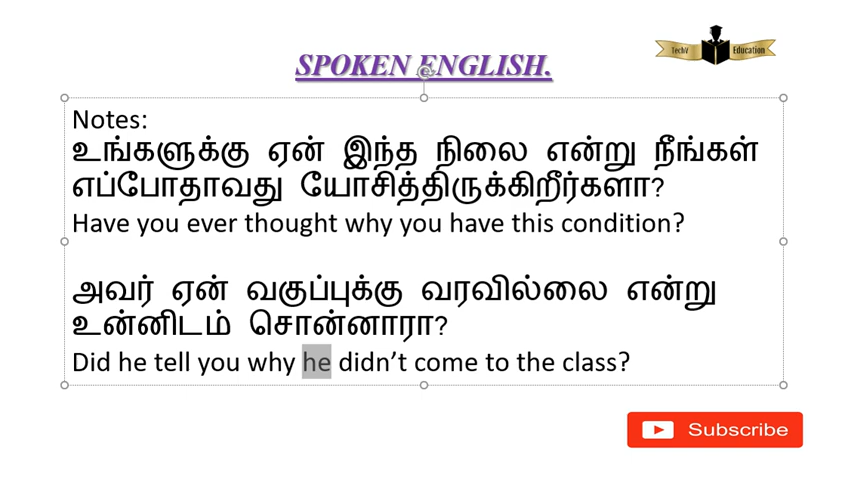 TechV Education
SPOKEN ENGLISH.
Notes:
உங்களுக்கு ஏன் இந்த நிலை என்று நீங்கள்
எப்போதாவது யோசித்திருக்கிறீர்களா?
Have you ever thought why you have this condition?
அவர் ஏன் வகுப்புக்கு வரவில்லை என்று
உன்னிடம் சொன்னாரா?
Did he tell you why he didn’t come to the class?
Subscribe